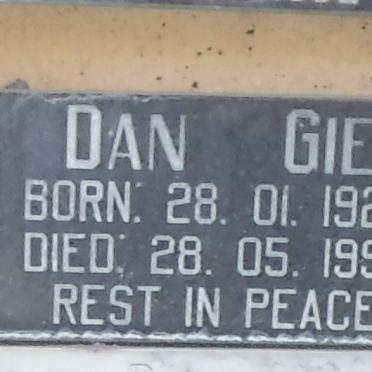 DAN GIE
BORN: 28. 01. 192
DIED: 28. 05. 199
REST IN PEACE